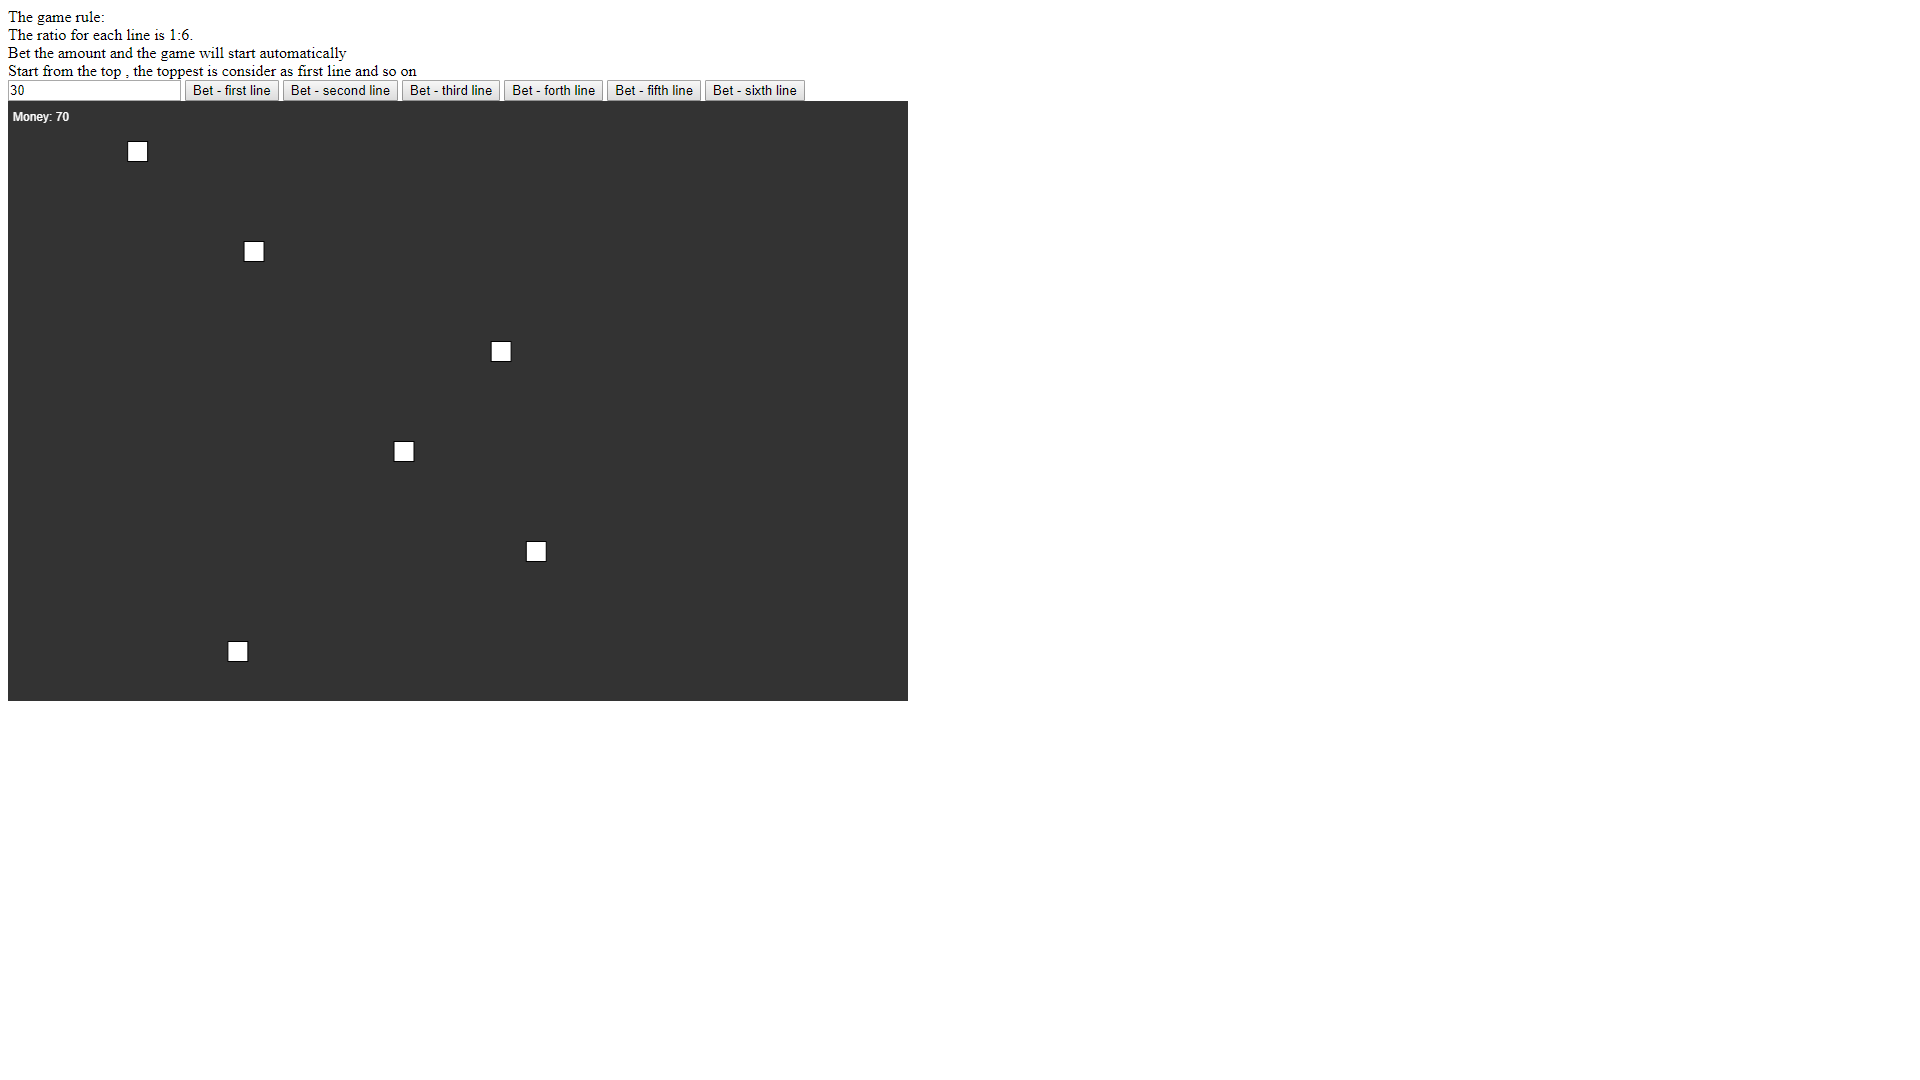 The game rule:
The ratio for each line is 1:6.
Bet the amount and the game will start automatically
Start from the top , the toppest is consider as first line and so on
30 Bet - first line Bet - second line Bet - third line Bet - forth line Bet - fifth line Bet - sixth line
Money: 70